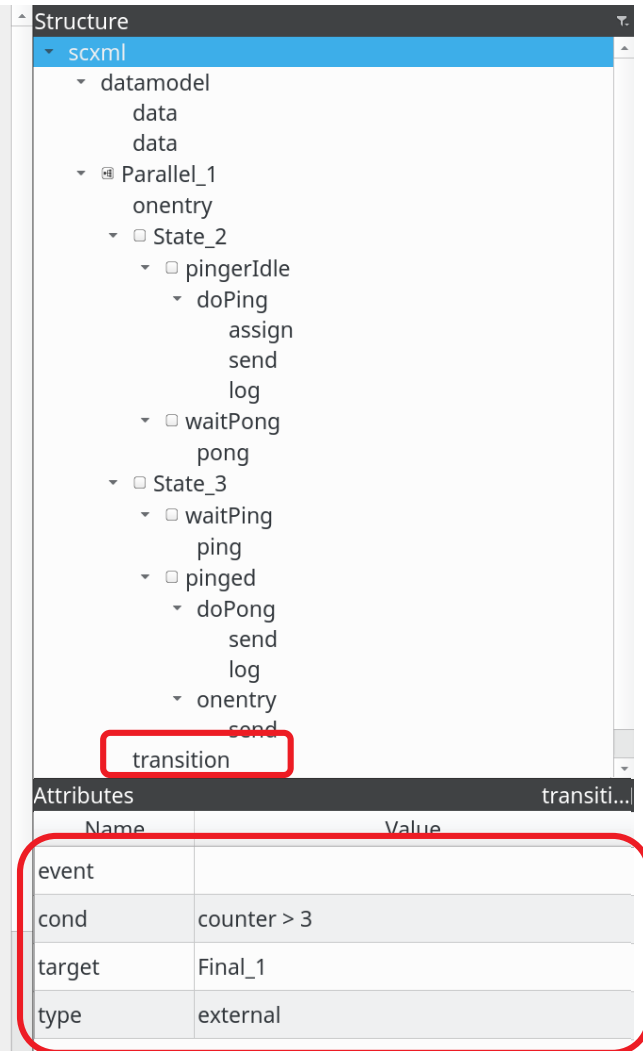 Structure
scxml
datamodel
data
data
Parallel_1
onentry
State_2
pingerIdle
doPing
assign
send
log
waitPong
pong
State_3
waitPing
ping
pinged
doPong
send
log
onentry
send
transition
Attributes transiti...
Name Value
event
cond counter > 3
target Final_1
type external